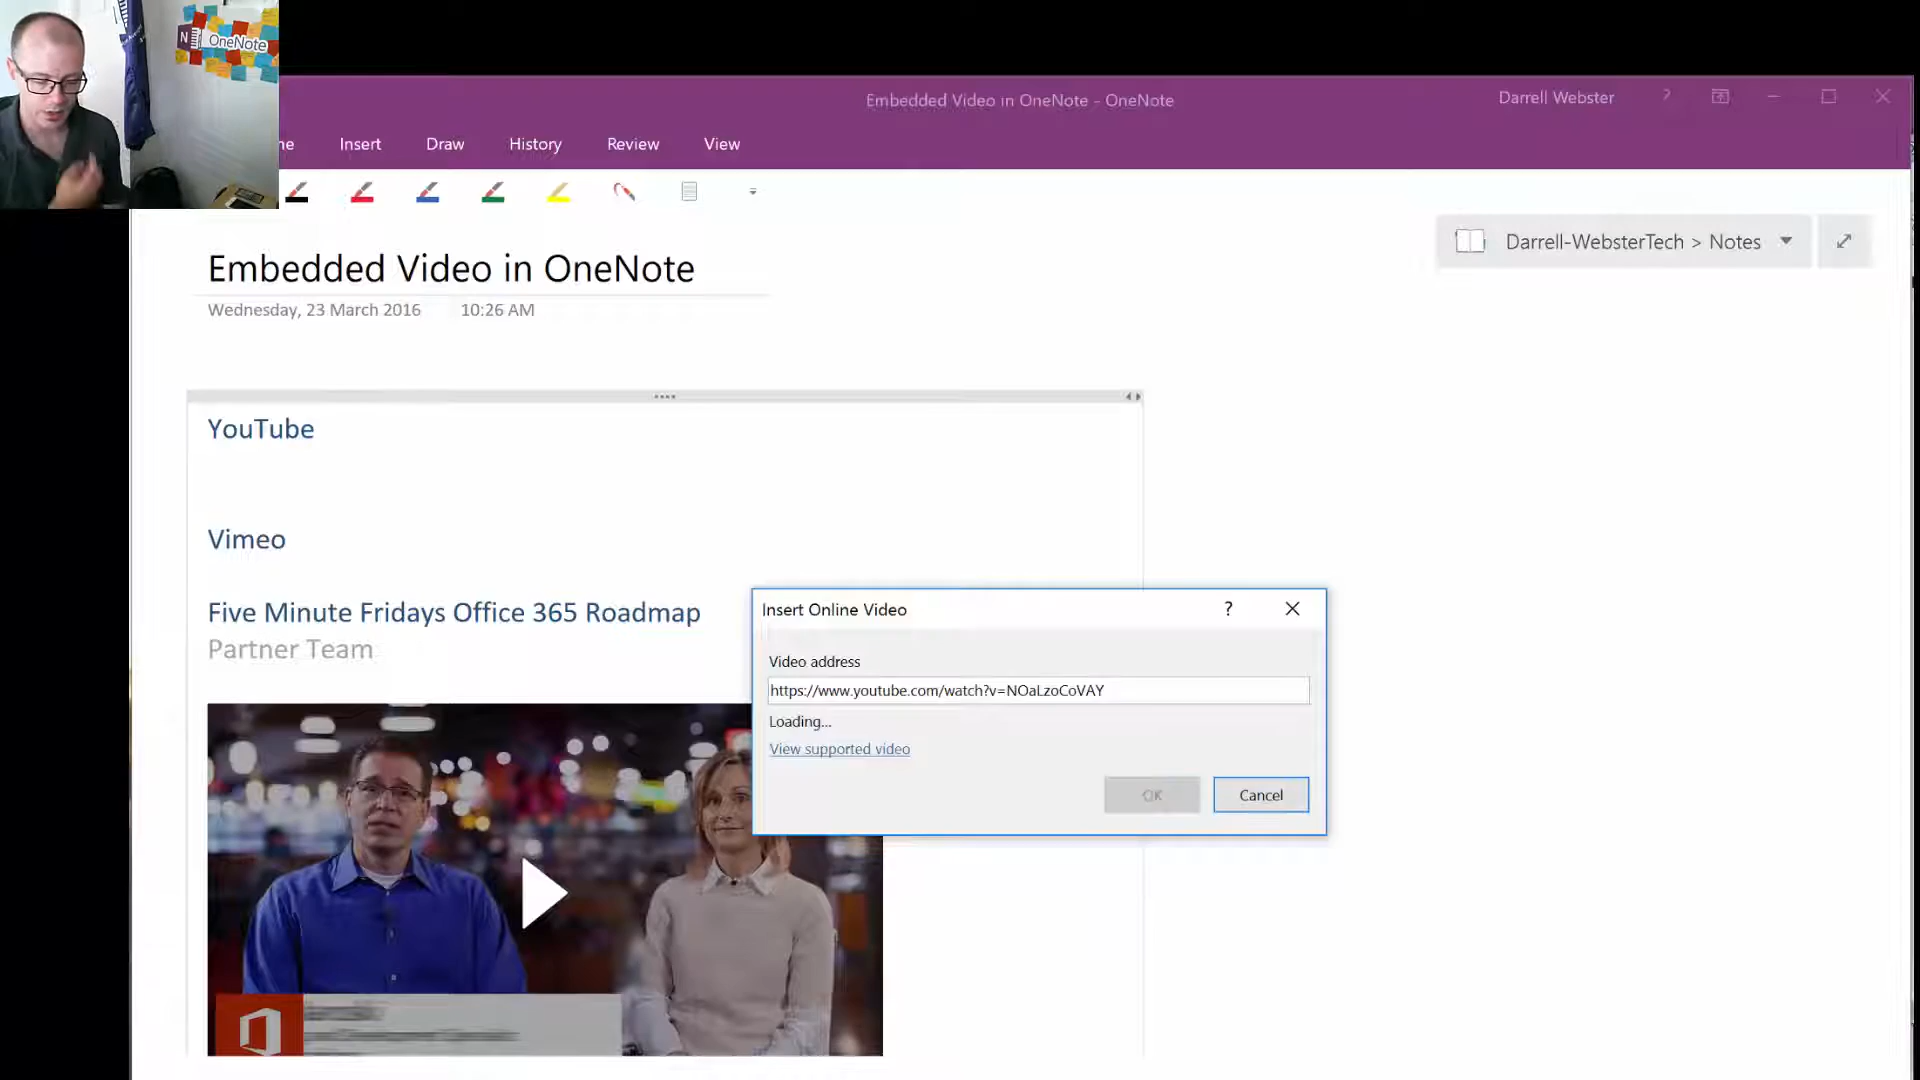 N OneNote
Embedded Video in OneNote - OneNote
Darrell Webster ?
ne Insert Draw History Review View
Darrell-WebsterTech > Notes
Embedded Video in OneNote
Wednesday, 23 March 2016 10:26 AM
YouTube
Vimeo
Five Minute Fridays Office 365 Roadmap
Partner Team
Insert Online Video ?
Video address
https://www.youtube.com/watch?v=NOaLzoCoVAY
Loading...
View supported video
OK Cancel